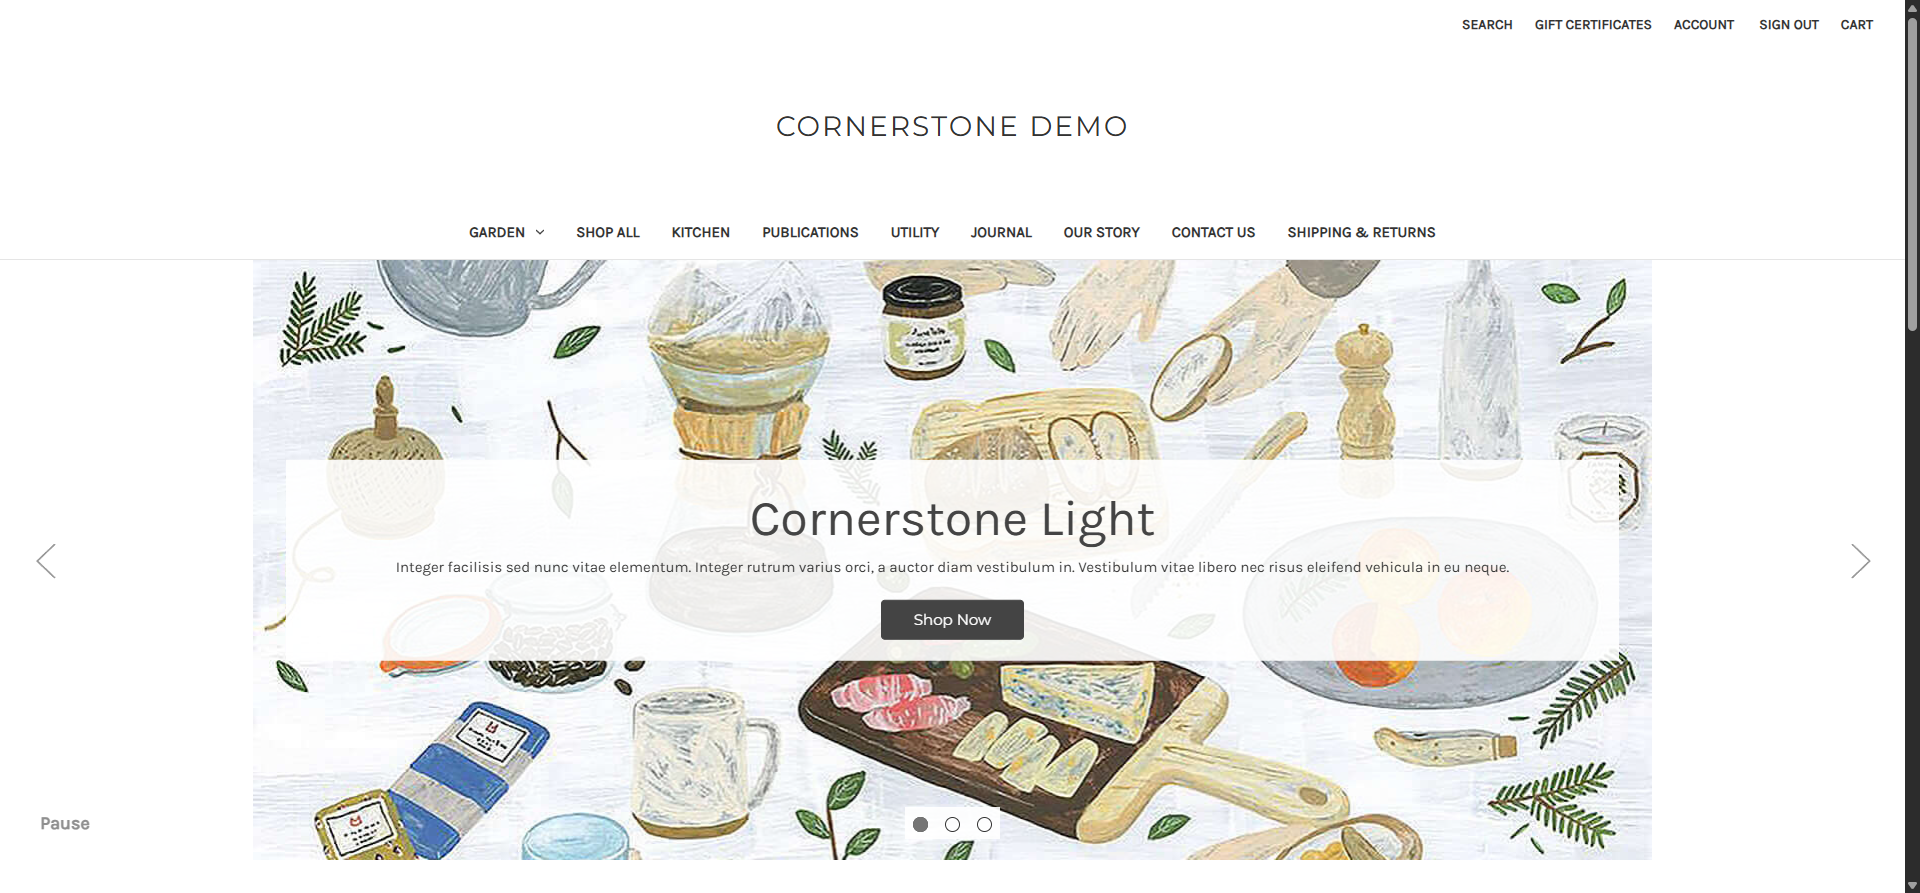 SEARCH GIFT CERTIFICATES ACCOUNT SIGN OUT CART
CORNERSTONE DEMO
GARDEN SHOP ALL KITCHEN PUBLICATIONS UTILITY JOURNAL OUR STORY CONTACT US SHIPPING & RETURNS
Cornerstone Light
Integer facilisis sed nunc vitae elementum. Integer rutrum varius orci, a auctor diam vestibulum in. Vestibulum vitae libero nec risus eleifend vehicula in eu neque.
Shop Now
Pause